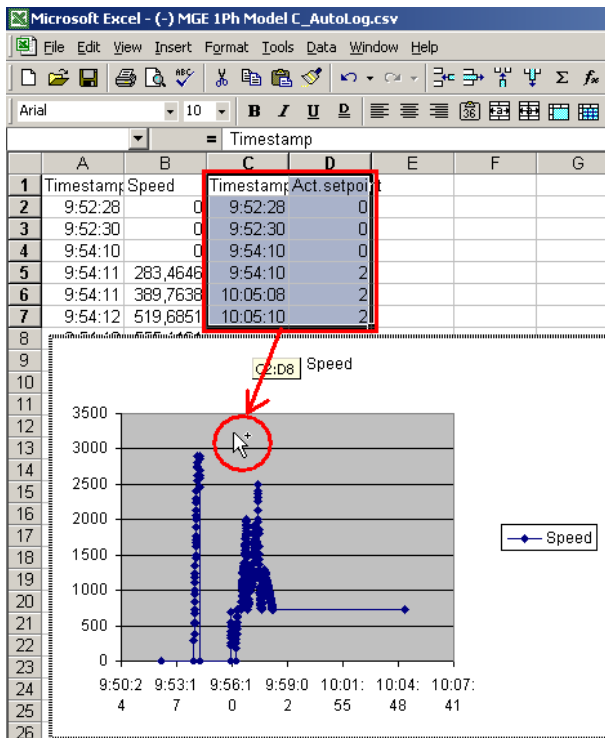 Microsoft Excel - (-) MGE 1Ph Model C_AutoLog.csv
File Edit View Insert Format Tools Data Window Help
Arial 10 B I U D 36 Σ fx
= Timestamp
A B C D E F G
1 Timestamp Speed Timestamp Act.setpoint
2 9:52:28 0 9:52:28 0
3 9:52:30 0 9:52:30 0
4 9:54:10 0 9:54:10 0
5 9:54:11 283,4646 9:54:10 2
6 9:54:11 389,7638 10:05:08 2
7 9:54:12 519,6851 10:05:10 2
8
9
10
11
12
13
14
15
16
17
18
19
20
21
22
23
24
25
26
C2:D8 Speed
3500
3000
2500
2000
1500
1000
500
0
Speed
9:50:2 9:53:1 9:56:1 9:59:0 10:01: 10:04: 10:07:
4 7 0 2 55 48 41